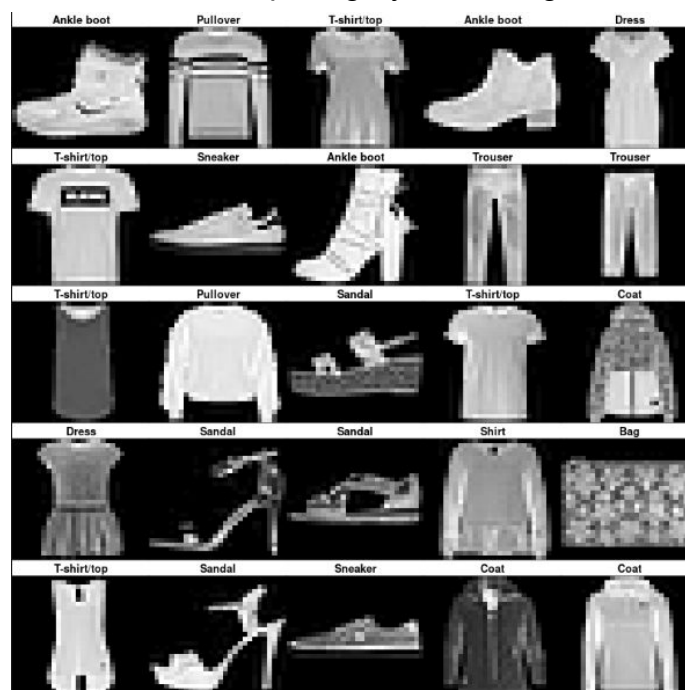 Ankle boot Pullover T-shirt/top Ankle boot Dress
T-shirt/top Sneaker Ankle boot Trouser Trouser
T-shirt/top Pullover Sandal T-shirt/top Coat
Dress Sandal Sandal Shirt Bag
T-shirt/top Sandal Sneaker Coat Coat